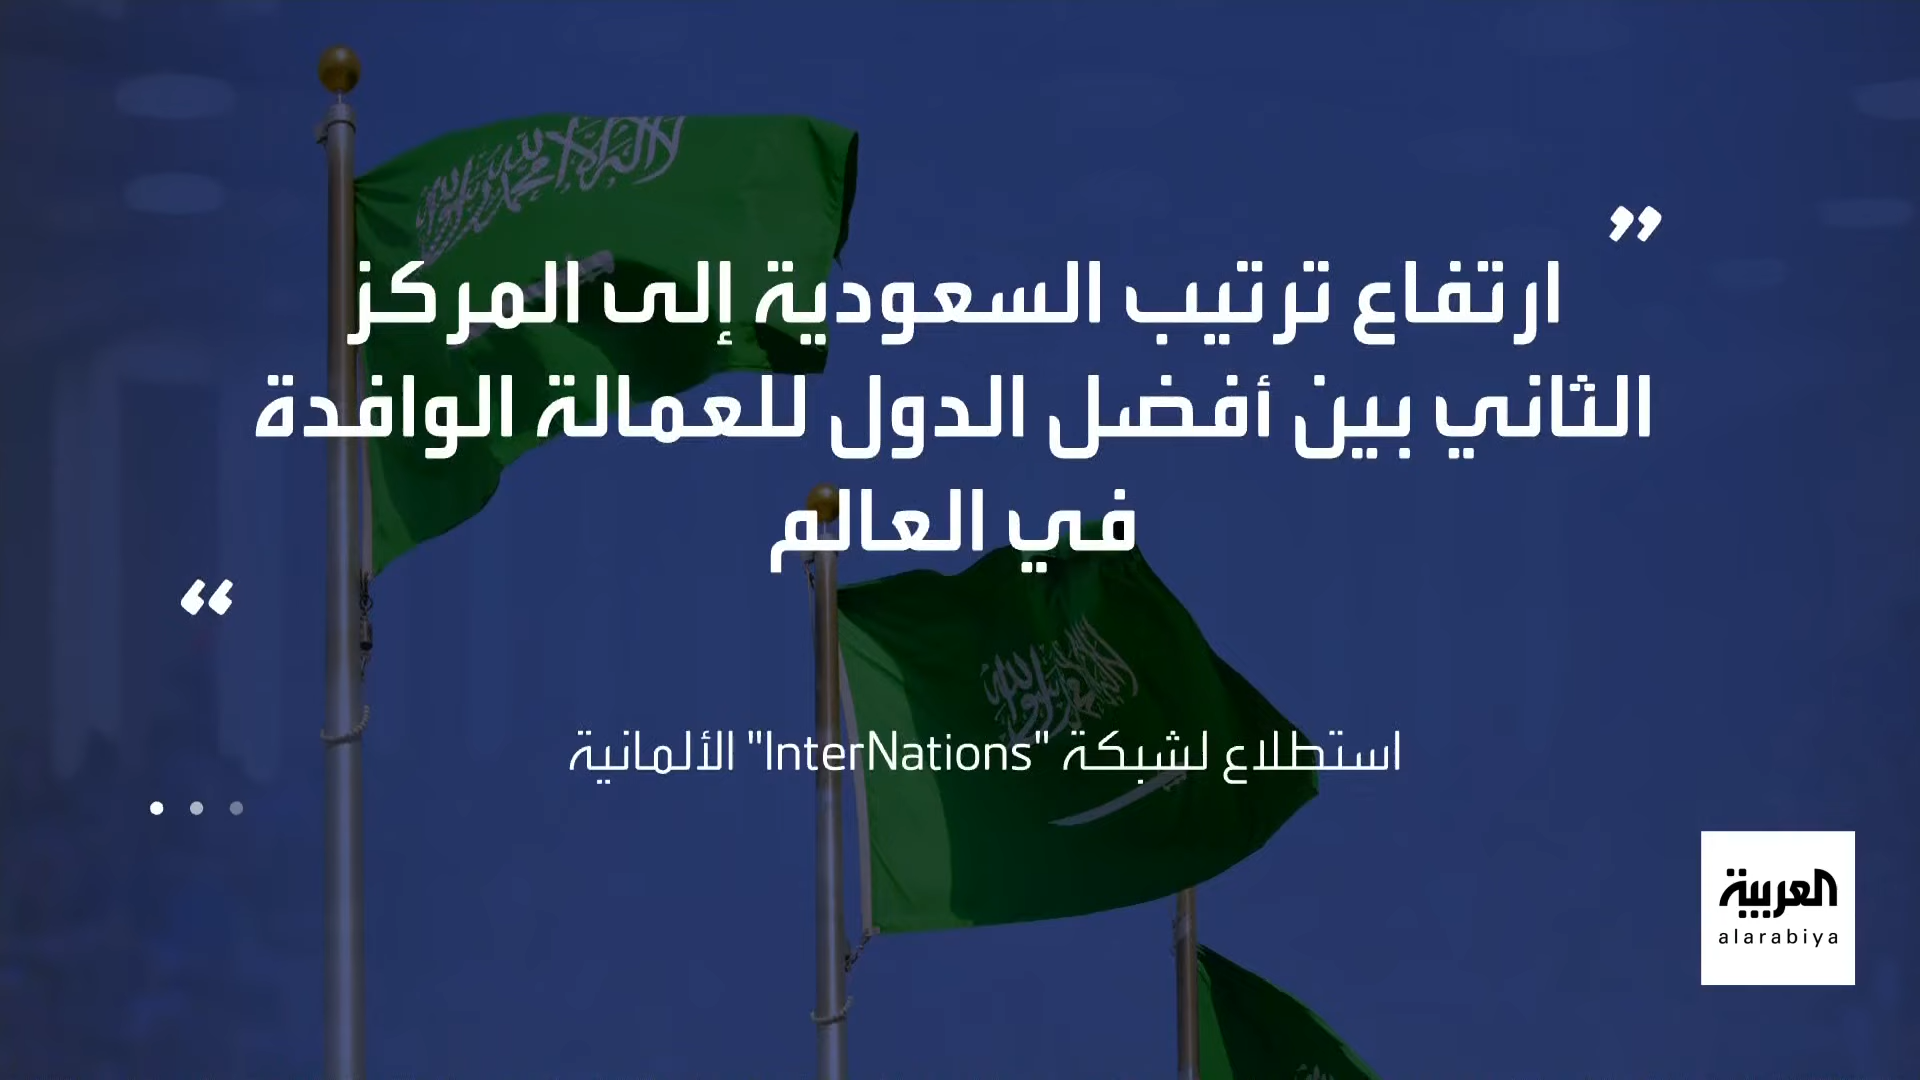 ”
ارتفاع ترتيب السعودية إلى المركز
الثاني بين أفضل الدول للعمالة الوافدة
في العالم
“
استطلاع لشبكة "InterNations" الألمانية
العربية
alarabiya